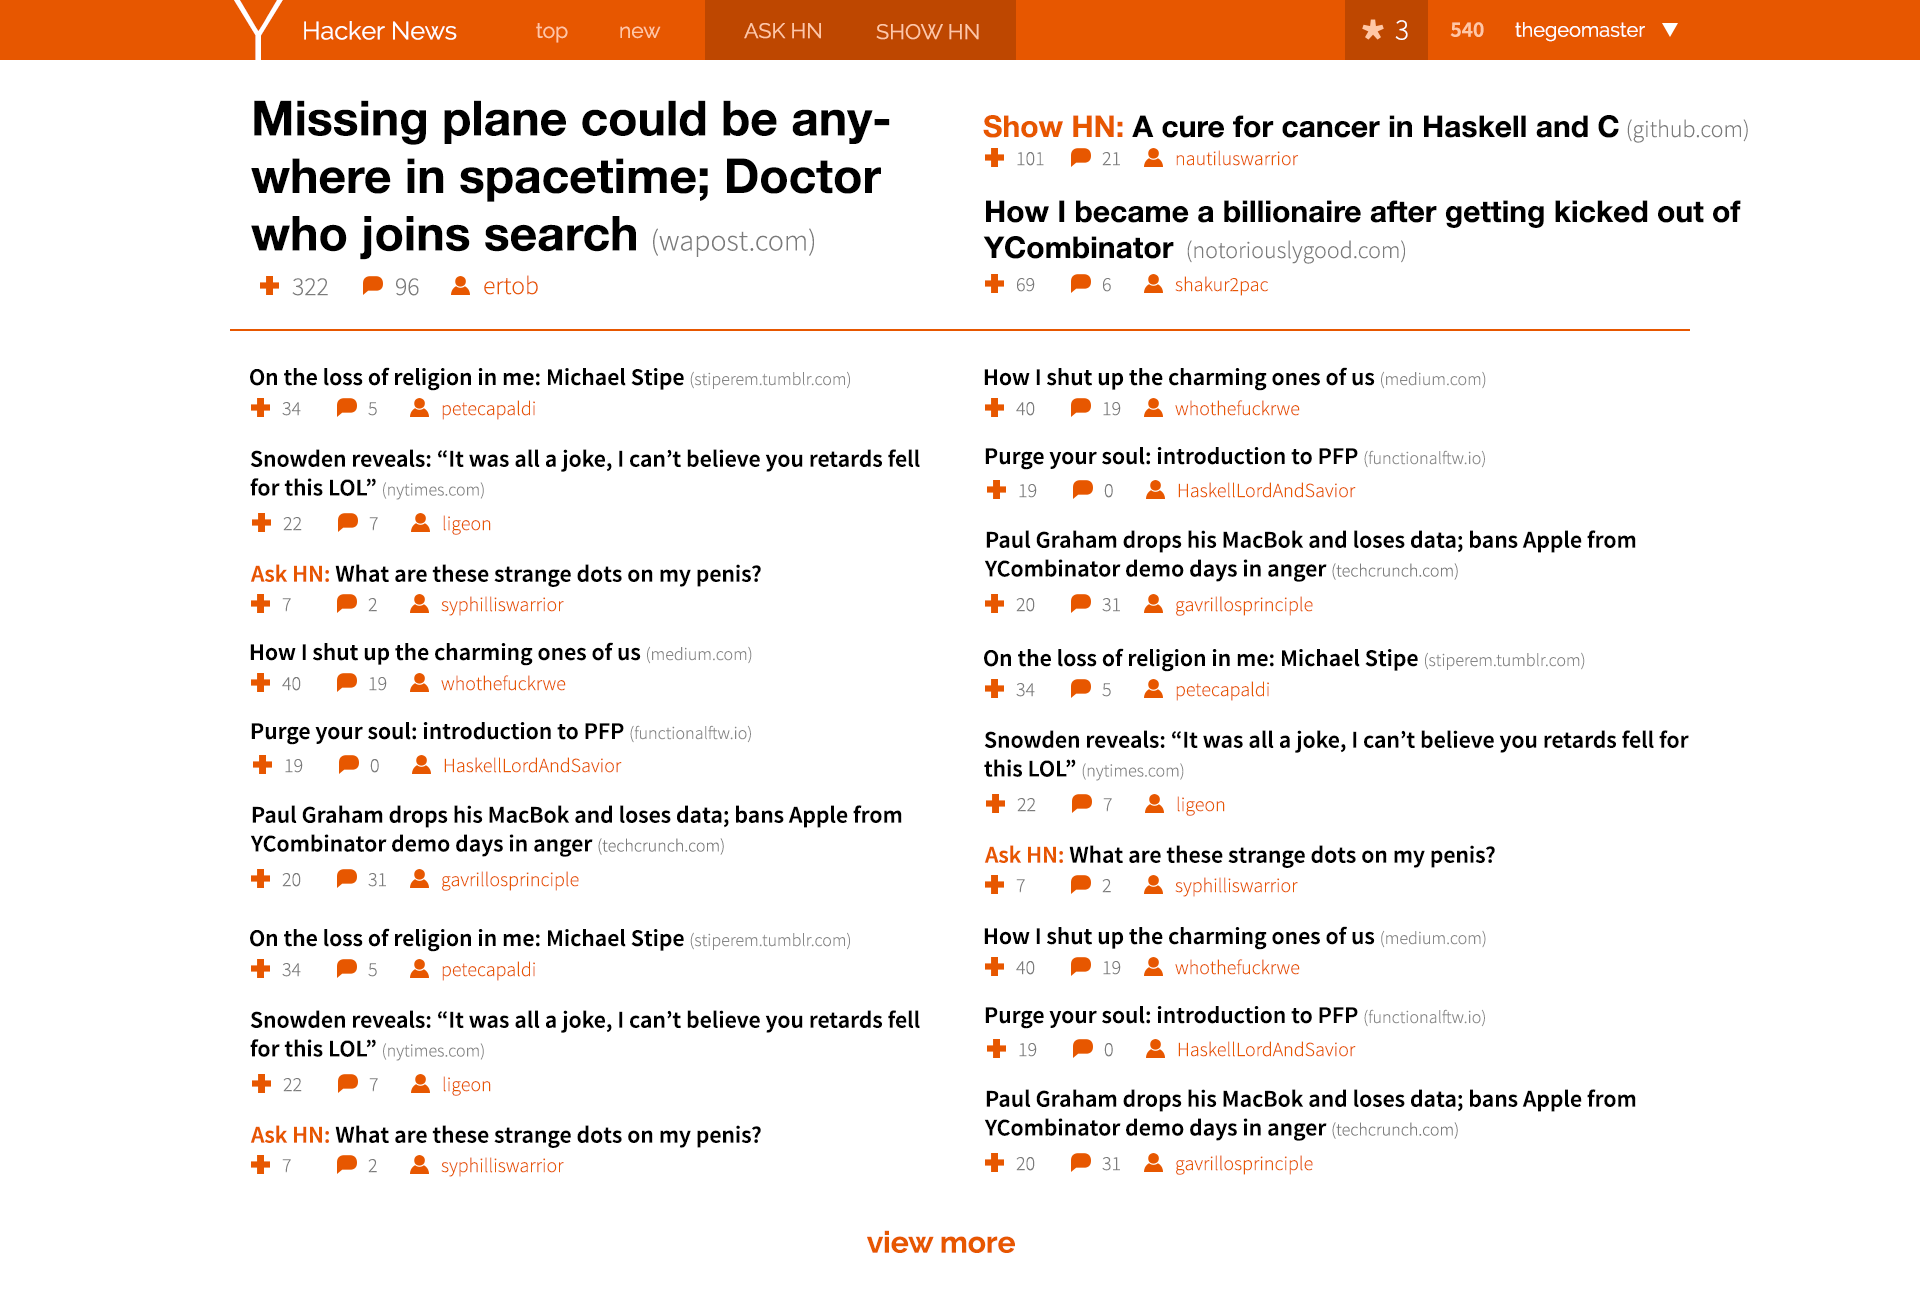 Hacker News top new ASK HN SHOW HN 3 540 thegeomaster
Missing plane could be any-
where in spacetime; Doctor
who joins search (wapost.com)
322 96 ertob
Show HN: A cure for cancer in Haskell and C (github.com)
101 21 nautiluswarrior
How I became a billionaire after getting kicked out of
YCombinator (notoriouslygood.com)
69 6 shakur2pac
On the loss of religion in me: Michael Stipe (stiperem.tumblr.com)
34 5 petecapaldi
Snowden reveals: “It was all a joke, I can’t believe you retards fell
for this LOL” (nytimes.com)
22 7 ligeon
Ask HN: What are these strange dots on my penis?
7 2 syphilliswarrior
How I shut up the charming ones of us (medium.com)
40 19 whothefuckrwe
Purge your soul: introduction to PFP (functionalftw.io)
19 0 HaskellLordAndSavior
Paul Graham drops his MacBok and loses data; bans Apple from
YCombinator demo days in anger (techcrunch.com)
20 31 gavrillosprinciple
On the loss of religion in me: Michael Stipe (stiperem.tumblr.com)
34 5 petecapaldi
Snowden reveals: “It was all a joke, I can’t believe you retards fell
for this LOL” (nytimes.com)
22 7 ligeon
Ask HN: What are these strange dots on my penis?
7 2 syphilliswarrior
How I shut up the charming ones of us (medium.com)
40 19 whothefuckrwe
Purge your soul: introduction to PFP (functionalftw.io)
19 0 HaskellLordAndSavior
Paul Graham drops his MacBok and loses data; bans Apple from
YCombinator demo days in anger (techcrunch.com)
20 31 gavrillosprinciple
On the loss of religion in me: Michael Stipe (stiperem.tumblr.com)
34 5 petecapaldi
Snowden reveals: “It was all a joke, I can’t believe you retards fell for
this LOL” (nytimes.com)
22 7 ligeon
Ask HN: What are these strange dots on my penis?
7 2 syphilliswarrior
How I shut up the charming ones of us (medium.com)
40 19 whothefuckrwe
Purge your soul: introduction to PFP (functionalftw.io)
19 0 HaskellLordAndSavior
Paul Graham drops his MacBok and loses data; bans Apple from
YCombinator demo days in anger (techcrunch.com)
20 31 gavrillosprinciple
view more